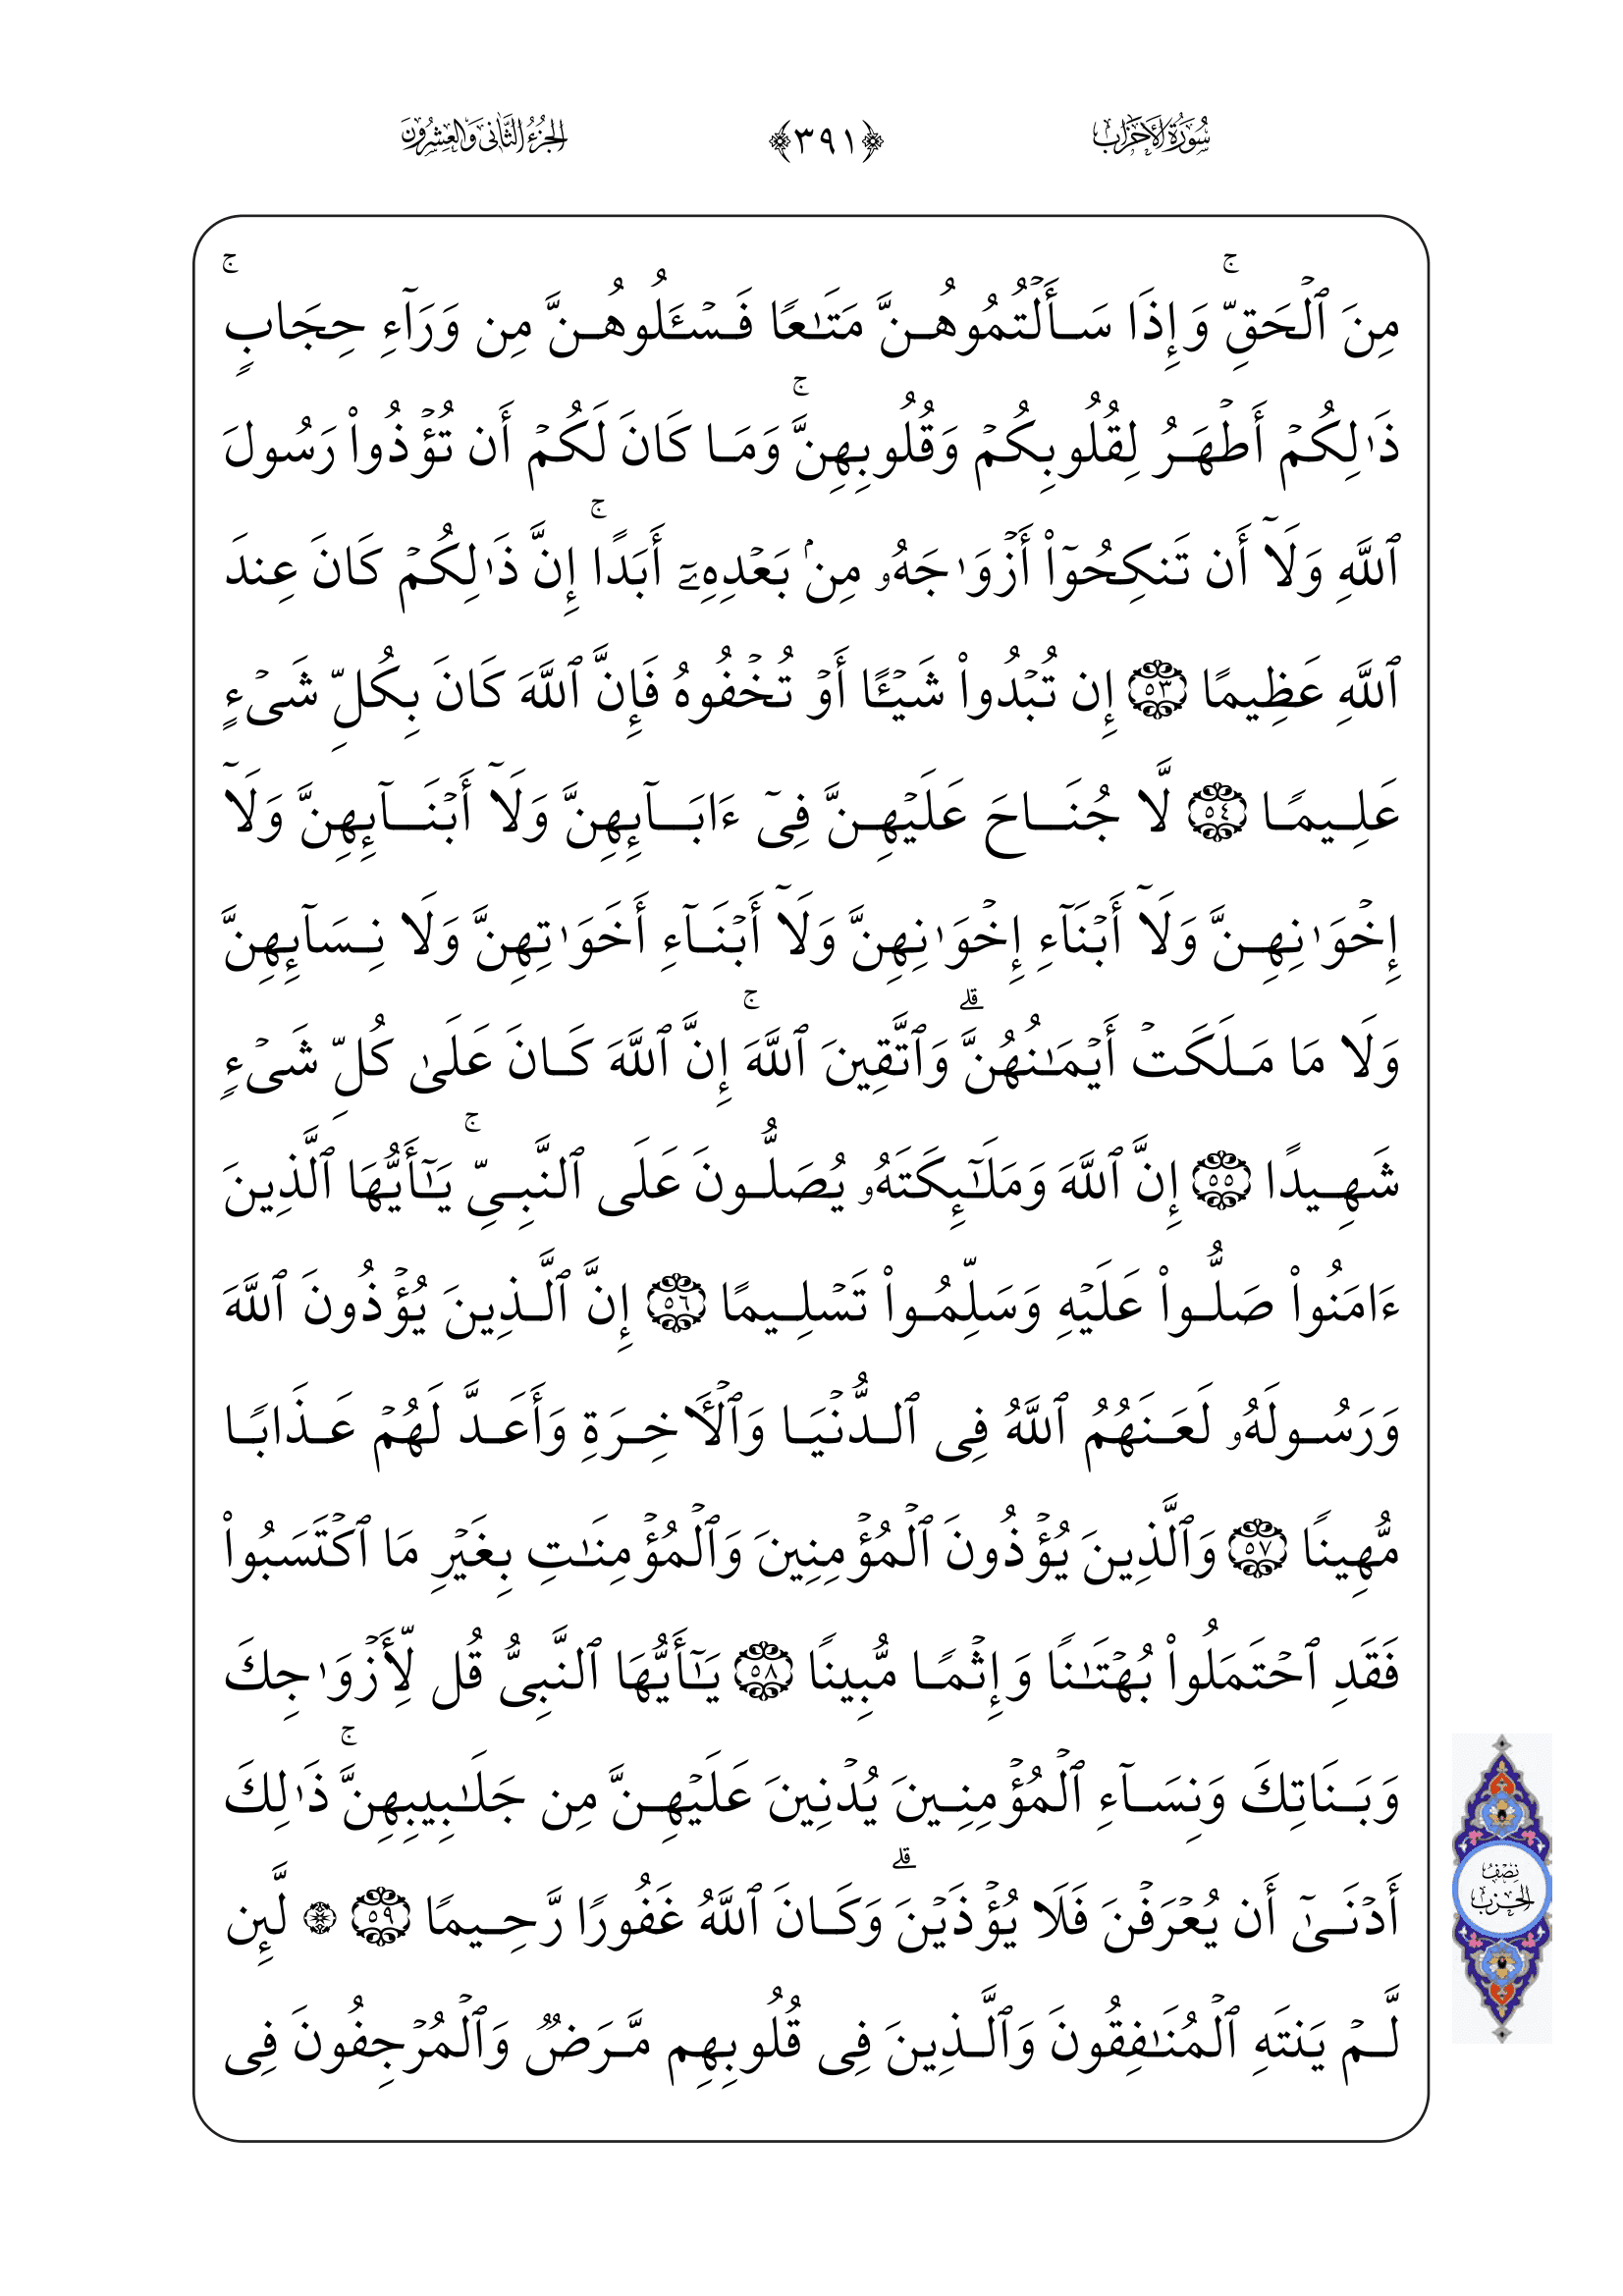 سُورَةُ الأَحْزَاب
﴿٣٩١﴾
الجُزْءُ الثَّانِى وَالعِشْرُون
مِنَ ٱلْحَقِّ ۚ وَإِذَا سَأَلْتُمُوهُنَّ مَتَـٰعًا فَسْـَٔلُوهُنَّ مِن وَرَآءِ حِجَابٍ ۚ
ذَٰلِكُمْ أَطْهَرُ لِقُلُوبِكُمْ وَقُلُوبِهِنَّ ۚ وَمَا كَانَ لَكُمْ أَن تُؤْذُوا۟ رَسُولَ
ٱللَّهِ وَلَآ أَن تَنكِحُوٓا۟ أَزْوَٰجَهُۥ مِنۢ بَعْدِهِۦٓ أَبَدًا ۚ إِنَّ ذَٰلِكُمْ كَانَ عِندَ
ٱللَّهِ عَظِيمًا ٥٣ إِن تُبْدُوا۟ شَيْـًٔا أَوْ تُخْفُوهُ فَإِنَّ ٱللَّهَ كَانَ بِكُلِّ شَىْءٍ
عَلِيمًا ٥٤ لَّا جُنَاحَ عَلَيْهِنَّ فِىٓ ءَابَآئِهِنَّ وَلَآ أَبْنَآئِهِنَّ وَلَآ
إِخْوَٰنِهِنَّ وَلَآ أَبْنَآءِ إِخْوَٰنِهِنَّ وَلَآ أَبْنَآءِ أَخَوَٰتِهِنَّ وَلَا نِسَآئِهِنَّ
وَلَا مَا مَلَكَتْ أَيْمَـٰنُهُنَّ ۗ وَٱتَّقِينَ ٱللَّهَ ۚ إِنَّ ٱللَّهَ كَانَ عَلَىٰ كُلِّ شَىْءٍ
شَهِيدًا ٥٥ إِنَّ ٱللَّهَ وَمَلَـٰٓئِكَتَهُۥ يُصَلُّونَ عَلَى ٱلنَّبِىِّ ۚ يَـٰٓأَيُّهَا ٱلَّذِينَ
ءَامَنُوا۟ صَلُّوا۟ عَلَيْهِ وَسَلِّمُوا۟ تَسْلِيمًا ٥٦ إِنَّ ٱلَّذِينَ يُؤْذُونَ ٱللَّهَ
وَرَسُولَهُۥ لَعَنَهُمُ ٱللَّهُ فِى ٱلدُّنْيَا وَٱلْـَٔاخِرَةِ وَأَعَدَّ لَهُمْ عَذَابًا
مُّهِينًا ٥٧ وَٱلَّذِينَ يُؤْذُونَ ٱلْمُؤْمِنِينَ وَٱلْمُؤْمِنَـٰتِ بِغَيْرِ مَا ٱكْتَسَبُوا۟
فَقَدِ ٱحْتَمَلُوا۟ بُهْتَـٰنًا وَإِثْمًا مُّبِينًا ٥٨ يَـٰٓأَيُّهَا ٱلنَّبِىُّ قُل لِّأَزْوَٰجِكَ
وَبَنَاتِكَ وَنِسَآءِ ٱلْمُؤْمِنِينَ يُدْنِينَ عَلَيْهِنَّ مِن جَلَـٰبِيبِهِنَّ ۚ ذَٰلِكَ
أَدْنَىٰٓ أَن يُعْرَفْنَ فَلَا يُؤْذَيْنَ ۗ وَكَانَ ٱللَّهُ غَفُورًا رَّحِيمًا ٥٩ ۞ لَّئِن
لَّمْ يَنتَهِ ٱلْمُنَـٰفِقُونَ وَٱلَّذِينَ فِى قُلُوبِهِم مَّرَضٌ وَٱلْمُرْجِفُونَ فِى
نِصْفُ
الحِزْبِ